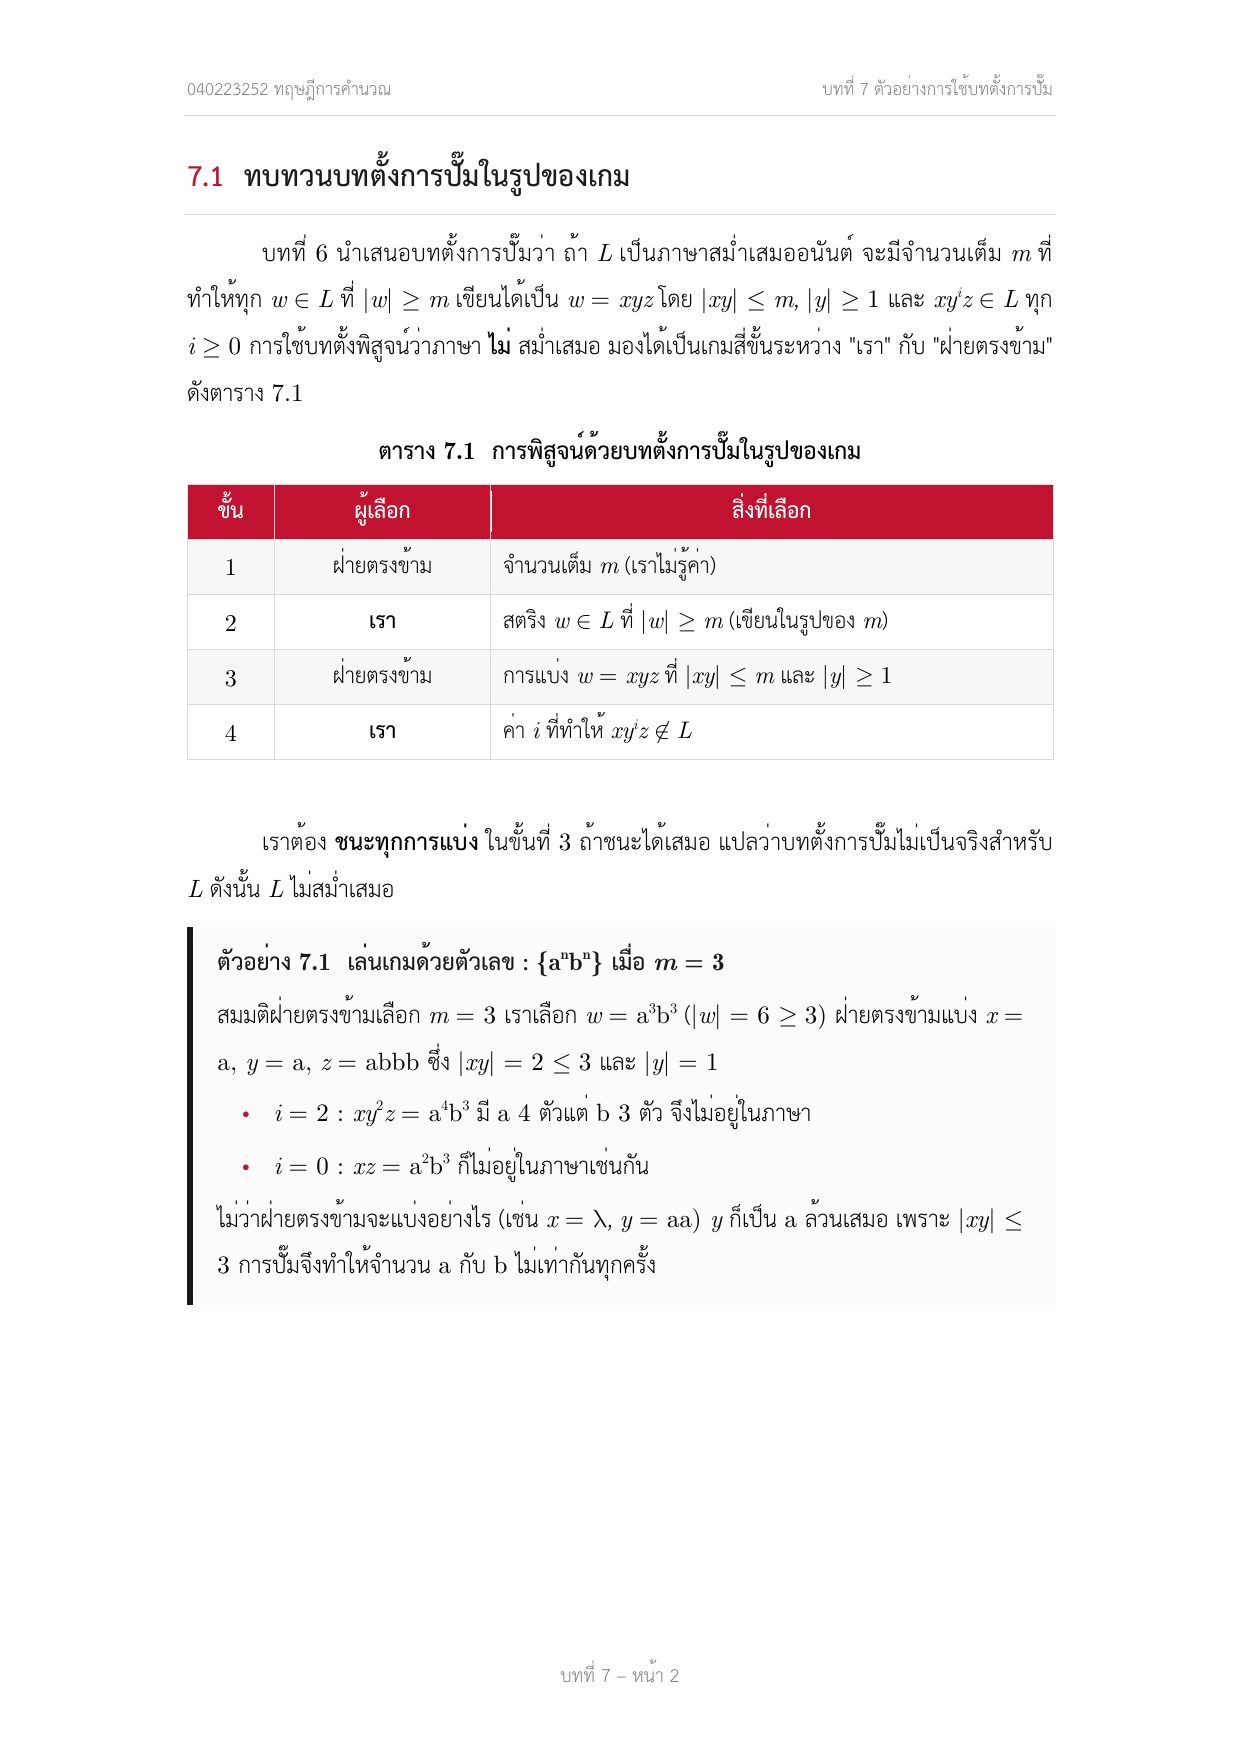 040223252 ทฤษฎีการคำนวณ บทที่ 7 ตัวอย่างการใช้บทตั้งการปั๊ม
7.1 ทบทวนบทตั้งการปั๊มในรูปของเกม
บทที่ 6 นำเสนอบทตั้งการปั๊มว่า ถ้า L เป็นภาษาสม่ำเสมออนันต์ จะมีจำนวนเต็ม m ที่
ทำให้ทุก w ∈ L ที่ |w| ≥ m เขียนได้เป็น w = xyz โดย |xy| ≤ m, |y| ≥ 1 และ xyⁱz ∈ L ทุก
i ≥ 0 การใช้บทตั้งพิสูจน์ว่าภาษา ไม่ สม่ำเสมอ มองได้เป็นเกมสี่ขั้นระหว่าง "เรา" กับ "ฝ่ายตรงข้าม"
ดังตาราง 7.1
ตาราง 7.1 การพิสูจน์ด้วยบทตั้งการปั๊มในรูปของเกม
ขั้น ผู้เลือก สิ่งที่เลือก
1 ฝ่ายตรงข้าม จำนวนเต็ม m (เราไม่รู้ค่า)
2 เรา สตริง w ∈ L ที่ |w| ≥ m (เขียนในรูปของ m)
3 ฝ่ายตรงข้าม การแบ่ง w = xyz ที่ |xy| ≤ m และ |y| ≥ 1
4 เรา ค่า i ที่ทำให้ xyⁱz ∉ L
เราต้อง ชนะทุกการแบ่ง ในขั้นที่ 3 ถ้าชนะได้เสมอ แปลว่าบทตั้งการปั๊มไม่เป็นจริงสำหรับ
L ดังนั้น L ไม่สม่ำเสมอ
ตัวอย่าง 7.1 เล่นเกมด้วยตัวเลข : {aⁿbⁿ} เมื่อ m = 3
สมมติฝ่ายตรงข้ามเลือก m = 3 เราเลือก w = a³b³ (|w| = 6 ≥ 3) ฝ่ายตรงข้ามแบ่ง x =
a, y = a, z = abbb ซึ่ง |xy| = 2 ≤ 3 และ |y| = 1
• i = 2 : xy²z = a⁴b³ มี a 4 ตัวแต่ b 3 ตัว จึงไม่อยู่ในภาษา
• i = 0 : xz = a²b³ ก็ไม่อยู่ในภาษาเช่นกัน
ไม่ว่าฝ่ายตรงข้ามจะแบ่งอย่างไร (เช่น x = λ, y = aa) y ก็เป็น a ล้วนเสมอ เพราะ |xy| ≤
3 การปั๊มจึงทำให้จำนวน a กับ b ไม่เท่ากันทุกครั้ง
บทที่ 7 – หน้า 2